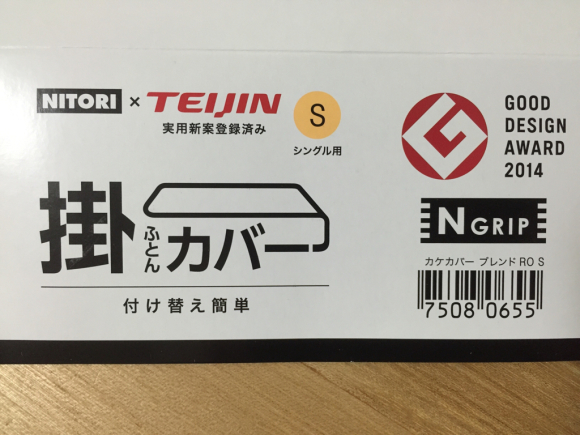 NITORI × TEIJIN
実用新案登録済み
S
シングル用
掛ふとんカバー
付け替え簡単
GOOD
DESIGN
AWARD
2014
N GRIP
カケカバー ブレンド RO S
7508 0655